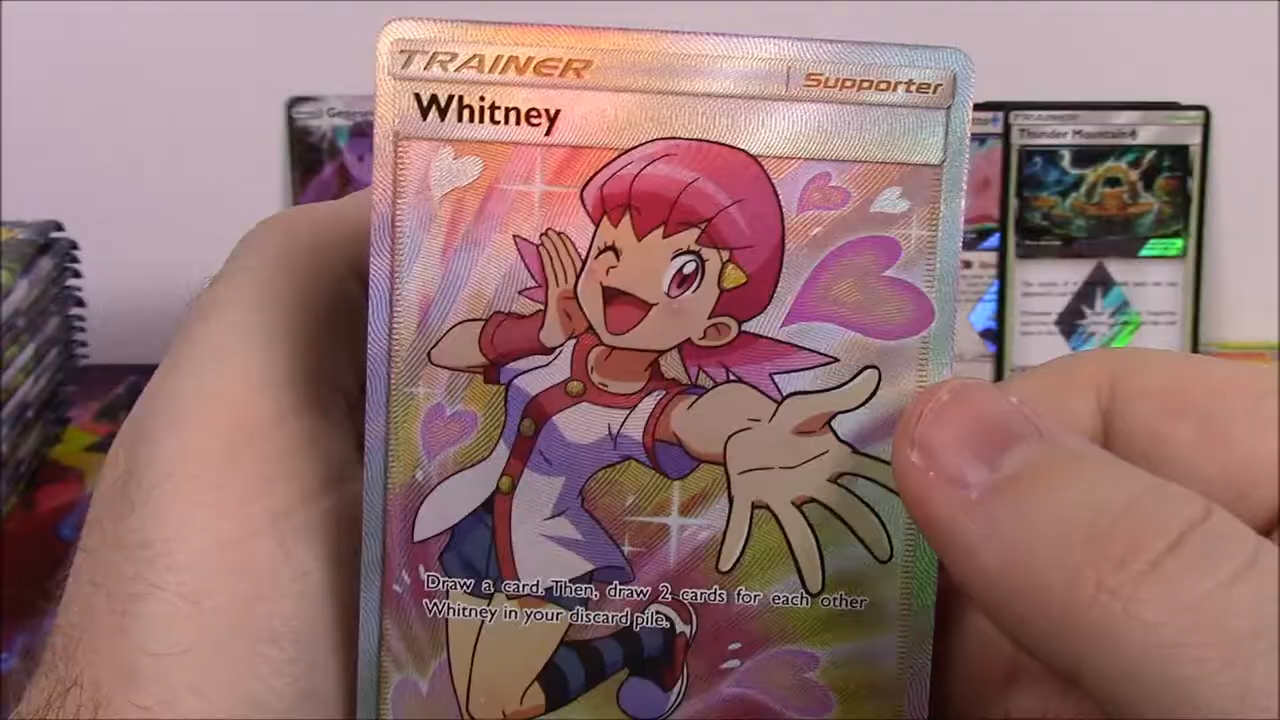 TRAINER
Supporter
Whitney
Draw a card. Then, draw 2 cards for each other
Whitney in your discard pile.
TRAINER
Thunder Mountain